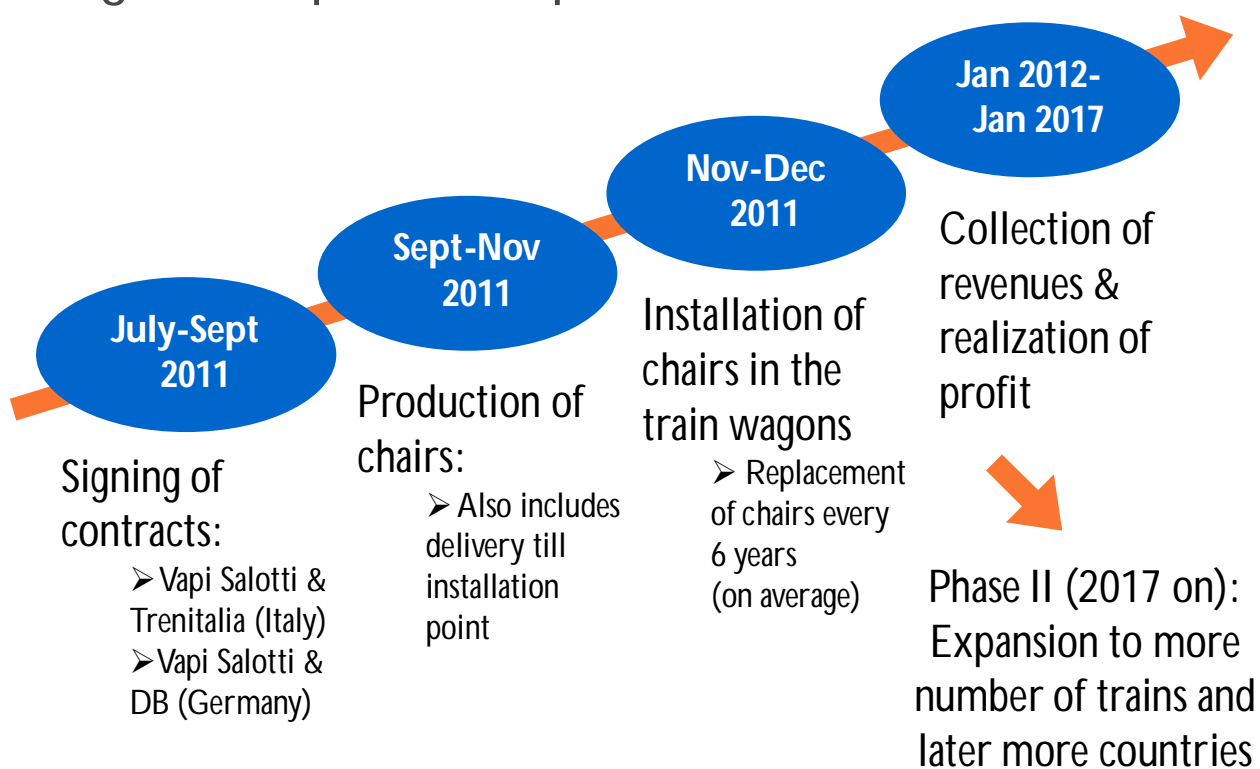 July-Sept
2011
Signing of
contracts:
➢Vapi Salotti &
Trenitalia (Italy)
➢Vapi Salotti &
DB (Germany)
Sept-Nov
2011
Production of
chairs:
➢ Also includes
delivery till
installation
point
Nov-Dec
2011
Installation of
chairs in the
train wagons
➢ Replacement
of chairs every
6 years
(on average)
Jan 2012-
Jan 2017
Collection of
revenues &
realization of
profit
Phase II (2017 on):
Expansion to more
number of trains and
later more countries